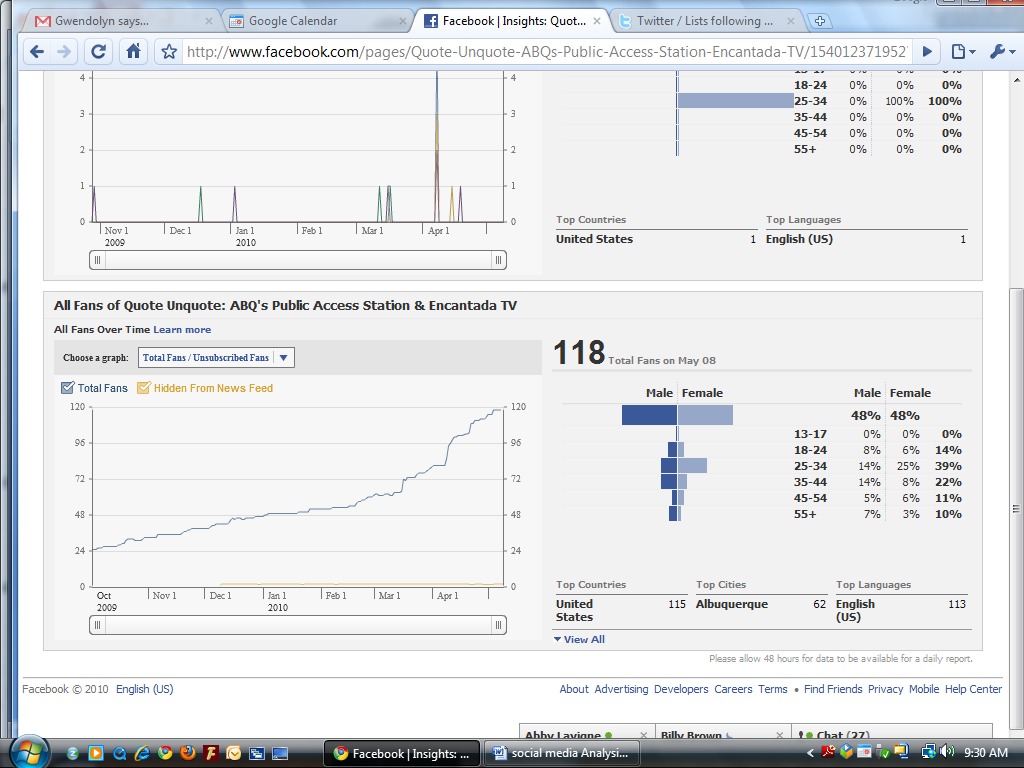 Gwendolyn says...
Google Calendar
Facebook | Insights: Quot...
Twitter / Lists following ...
http://www.facebook.com/pages/Quote-Unquote-ABQs-Public-Access-Station-Encantada-TV/154012371952
4 4
3 3
2 2
1 1
0 0
Nov 1 Dec 1 Jan 1 Feb 1 Mar 1 Apr 1
2009 2010
13-17 0% 0% 0%
18-24 0% 0% 0%
25-34 0% 100% 100%
35-44 0% 0% 0%
45-54 0% 0% 0%
55+ 0% 0% 0%
Top Countries Top Languages
United States 1 English (US) 1
All Fans of Quote Unquote: ABQ's Public Access Station & Encantada TV
All Fans Over Time Learn more
Choose a graph: Total Fans / Unsubscribed Fans
Total Fans Hidden From News Feed
120 120
96 96
72 72
48 48
24 24
0 0
Oct Nov 1 Dec 1 Jan 1 Feb 1 Mar 1 Apr 1
2009 2010
118 Total Fans on May 08
Male Female Male Female
48% 48%
13-17 0% 0% 0%
18-24 8% 6% 14%
25-34 14% 25% 39%
35-44 14% 8% 22%
45-54 5% 6% 11%
55+ 7% 3% 10%
Top Countries Top Cities Top Languages
United 115 Albuquerque 62 English 113
States (US)
View All
Please allow 48 hours for data to be available for a daily report.
Facebook © 2010 English (US)
About Advertising Developers Careers Terms • Find Friends Privacy Mobile Help Center
Abby Lavigne Billy Brown Chat (27)
Facebook | Insights: ...
social media Analysi...
9:30 AM